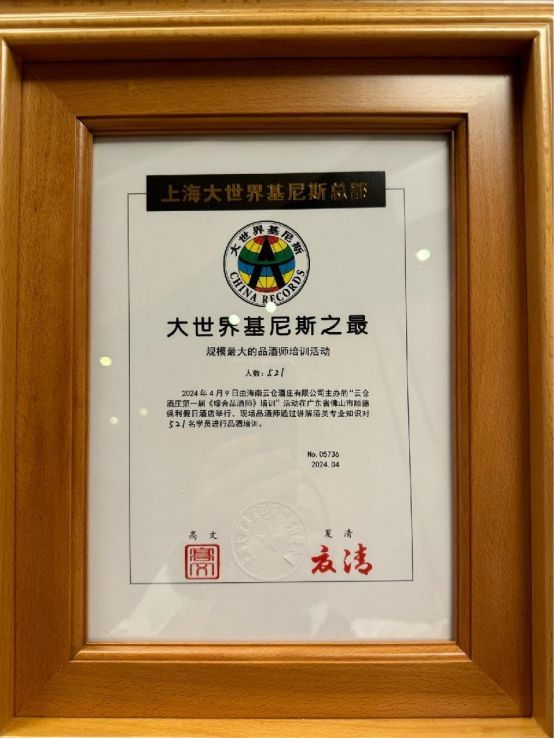 上海大世界基尼斯总部
大世界基尼斯
CHINA RECORDS
大世界基尼斯之最
规模最大的品酒师培训活动
人数:521
2024年4月9日由海南云仓酒庄有限公司主办的“云仓
酒庄第一届《综合品酒师》培训”活动在广东省佛山市顺德
保利假日酒店举行,现场品酒师通过讲解酒类专业知识对
521名学员进行品酒培训。
No.05736
2024.04
高 文
夏 清